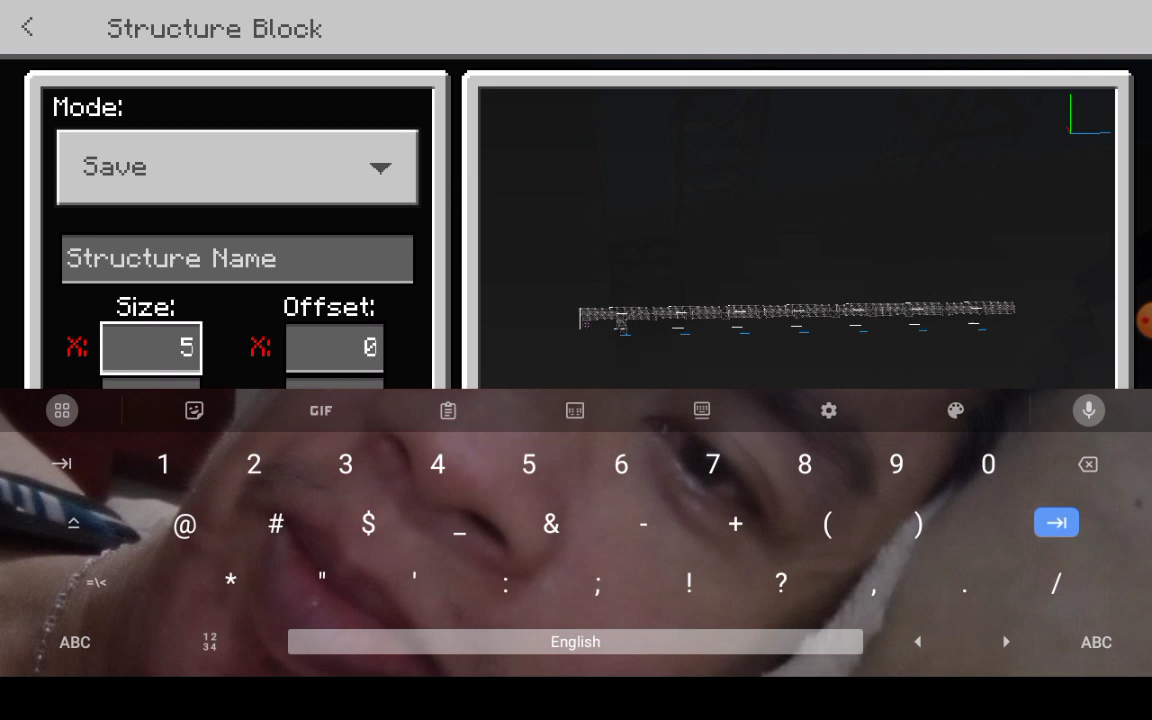 Structure Block
Mode:
Save
Structure Name
Size: Offset:
X: 5 X: 0
GIF
1 2 3 4 5 6 7 8 9 0
@ # $ _ & - + ( )
=\< * " ' : ; ! ? , . /
ABC 12 34 English ABC